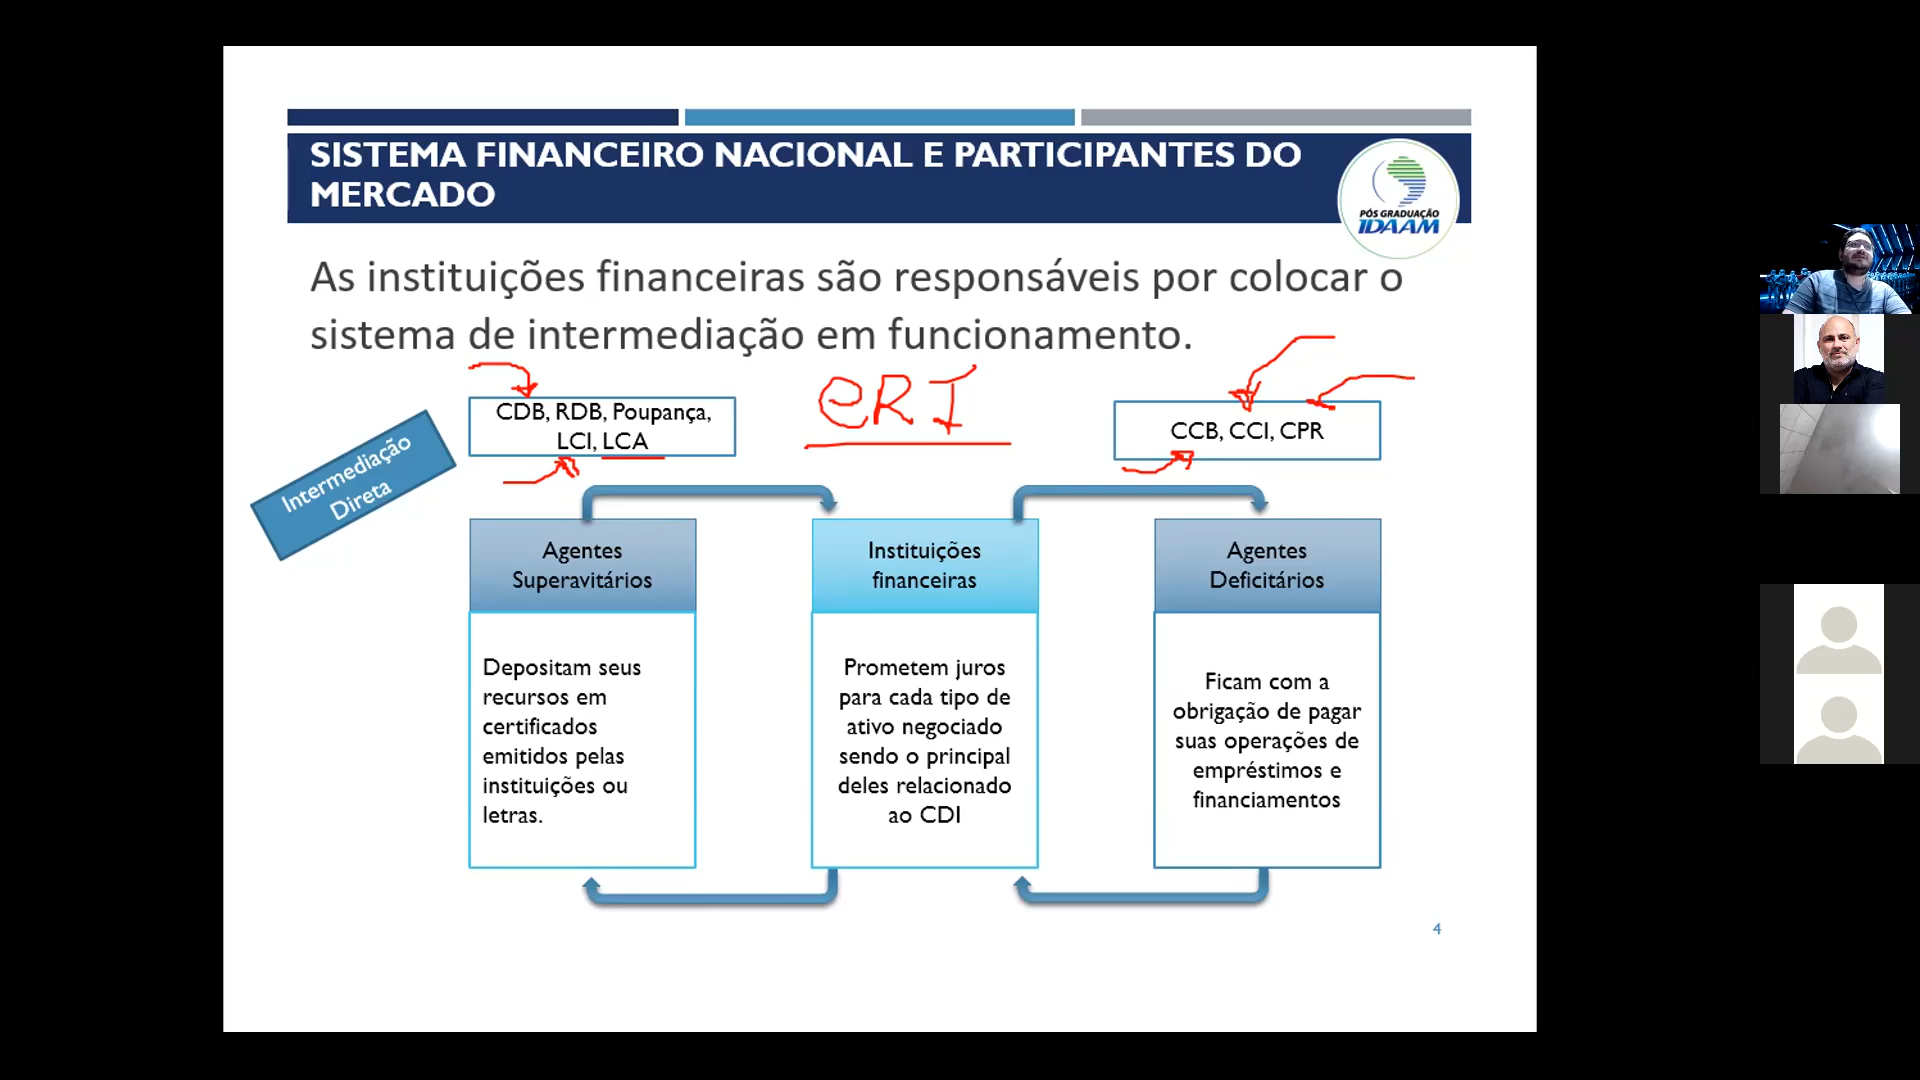 SISTEMA FINANCEIRO NACIONAL E PARTICIPANTES DO
MERCADO
PÓS GRADUAÇÃO
IDAAM
As instituições financeiras são responsáveis por colocar o
sistema de intermediação em funcionamento.
CRI
CDB, RDB, Poupança,
LCI, LCA
CCB, CCI, CPR
Intermediação
Direta
Agentes
Superavitários
Depositam seus
recursos em
certificados
emitidos pelas
instituições ou
letras.
Instituições
financeiras
Prometem juros
para cada tipo de
ativo negociado
sendo o principal
deles relacionado
ao CDI
Agentes
Deficitários
Ficam com a
obrigação de pagar
suas operações de
empréstimos e
financiamentos
4